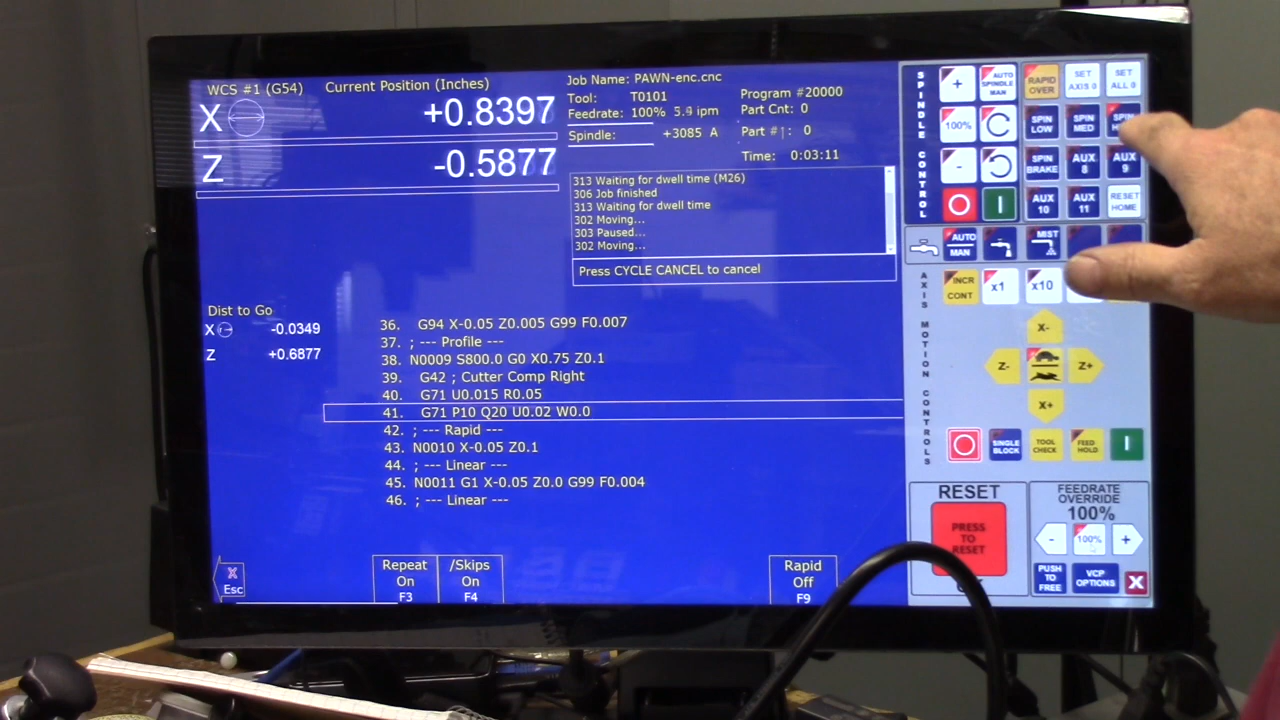 WCS #1 (G54)
Current Position (Inches)
X
+0.8397
Z
-0.5877
Job Name: PAWN-enc.cnc
Tool: T0101
Feedrate: 100% 5.9 ipm
Spindle: +3085 A
Program #20000
Part Cnt: 0
Part #: 0
Time: 0:03:11
313 Waiting for dwell time (M26)
306 Job finished
313 Waiting for dwell time
302 Moving...
303 Paused...
302 Moving...
Press CYCLE CANCEL to cancel
Dist to Go
X -0.0349
Z +0.6877
36. G94 X-0.05 Z0.005 G99 F0.007
37. ; --- Profile ---
38. N0009 S800.0 G0 X0.75 Z0.1
39. G42 ; Cutter Comp Right
40. G71 U0.015 R0.05
41. G71 P10 Q20 U0.02 W0.0
42. ; --- Rapid ---
43. N0010 X-0.05 Z0.1
44. ; --- Linear ---
45. N0011 G1 X-0.05 Z0.0 G99 F0.004
46. ; --- Linear ---
X
Esc
Repeat
On
F3
/Skips
On
F4
Rapid
Off
F9
SPINDLE CONTROL
+
AUTO
SPINDLE
MAN
RAPID
OVER
SET
AXIS 0
SET
ALL 0
100%
SPIN
LOW
SPIN
MED
SPIN
-
SPIN
BRAKE
AUX
8
AUX
9
AUX
10
AUX
11
RESET
HOME
AUTO
MAN
MIST
AXIS MOTION CONTROLS
INCR
CONT
x1
x10
X-
Z-
Z+
X+
SINGLE
BLOCK
TOOL
CHECK
FEED
HOLD
RESET
PRESS
TO
RESET
FEEDRATE
OVERRIDE
100%
-
100%
+
PUSH
TO
FREE
VCP
OPTIONS
X